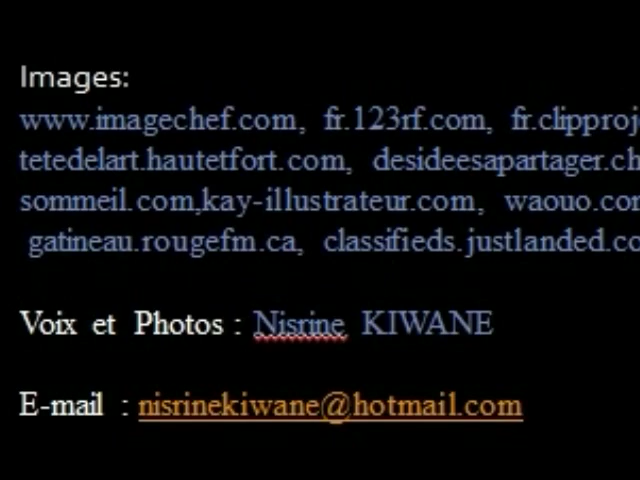 Images:
www.imagechef.com, fr.123rf.com, fr.clipproj
tetedelart.hautetfort.com, desideesapartager.ch
sommeil.com,kay-illustrateur.com, waouo.com
gatineau.rougefm.ca, classifieds.justlanded.co
Voix et Photos : Nisrine KIWANE
E-mail : nisrinekiwane@hotmail.com